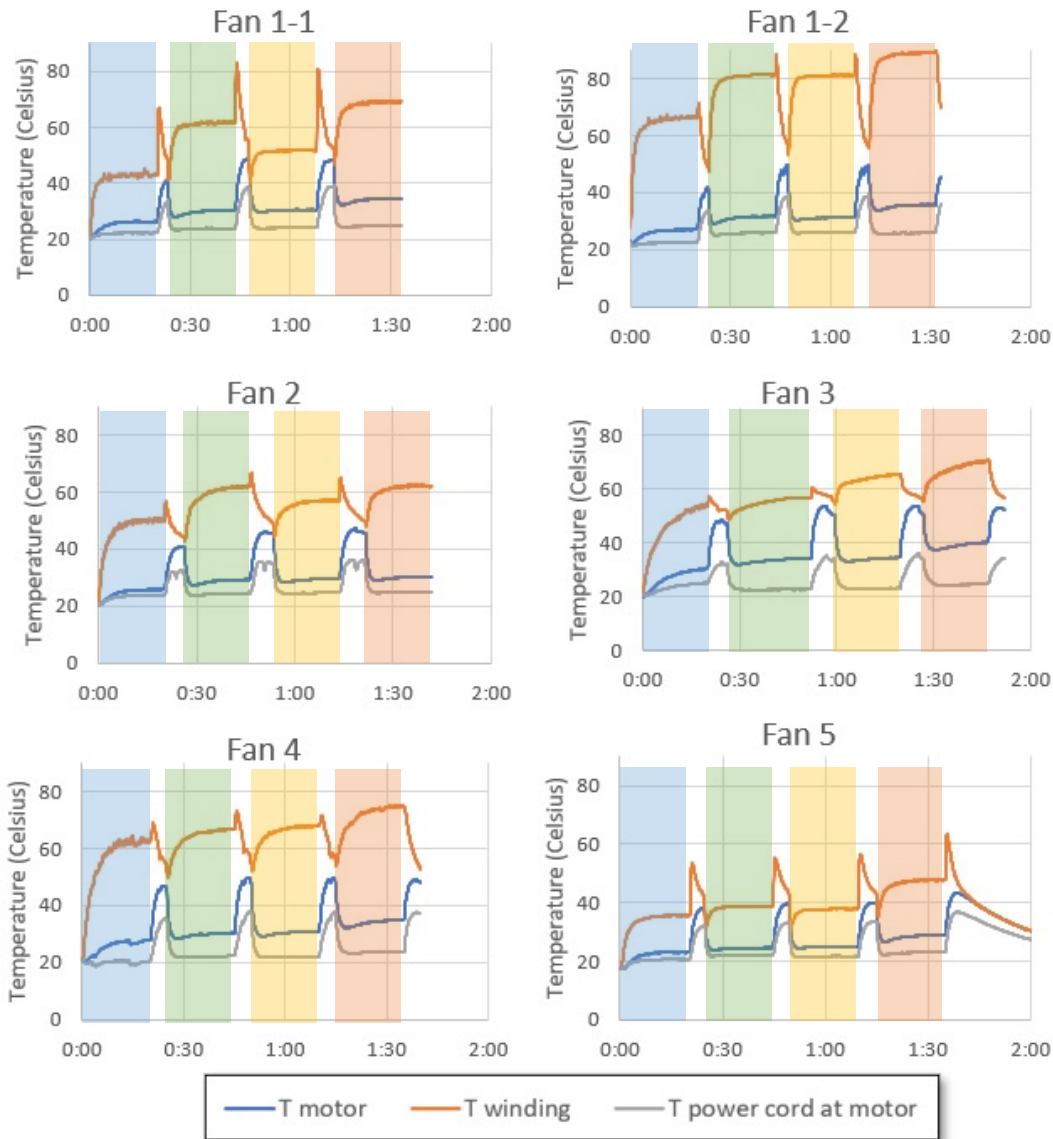 Fan 1-1
Temperature (Celsius)
80
60
40
20
0
0:00 0:30 1:00 1:30 2:00
Fan 1-2
Temperature (Celsius)
80
60
40
20
0
0:00 0:30 1:00 1:30 2:00
Fan 2
Temperature (Celsius)
80
60
40
20
0
0:00 0:30 1:00 1:30 2:00
Fan 3
Temperature (Celsius)
80
60
40
20
0
0:00 0:30 1:00 1:30 2:00
Fan 4
Temperature (Celsius)
80
60
40
20
0
0:00 0:30 1:00 1:30 2:00
Fan 5
Temperature (Celsius)
80
60
40
20
0
0:00 0:30 1:00 1:30 2:00
T motor T winding T power cord at motor